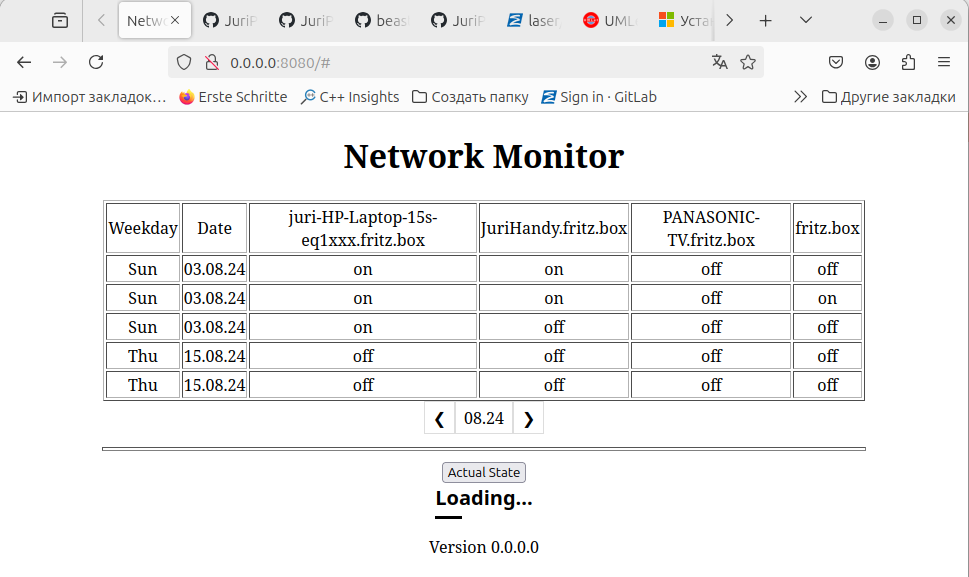 Netwo JuriP JuriP beas JuriP laser, UML Уста
0.0.0.0:8080/#
Импорт закладок… Erste Schritte C++ Insights Создать папку Sign in · GitLab Другие закладки
Network Monitor
Weekday Date juri-HP-Laptop-15s-eq1xxx.fritz.box JuriHandy.fritz.box PANASONIC-TV.fritz.box fritz.box
Sun 03.08.24 on on off off
Sun 03.08.24 on on off on
Sun 03.08.24 on off off off
Thu 15.08.24 off off off off
Thu 15.08.24 off off off off
❮ 08.24 ❯
Actual State
Loading...
Version 0.0.0.0